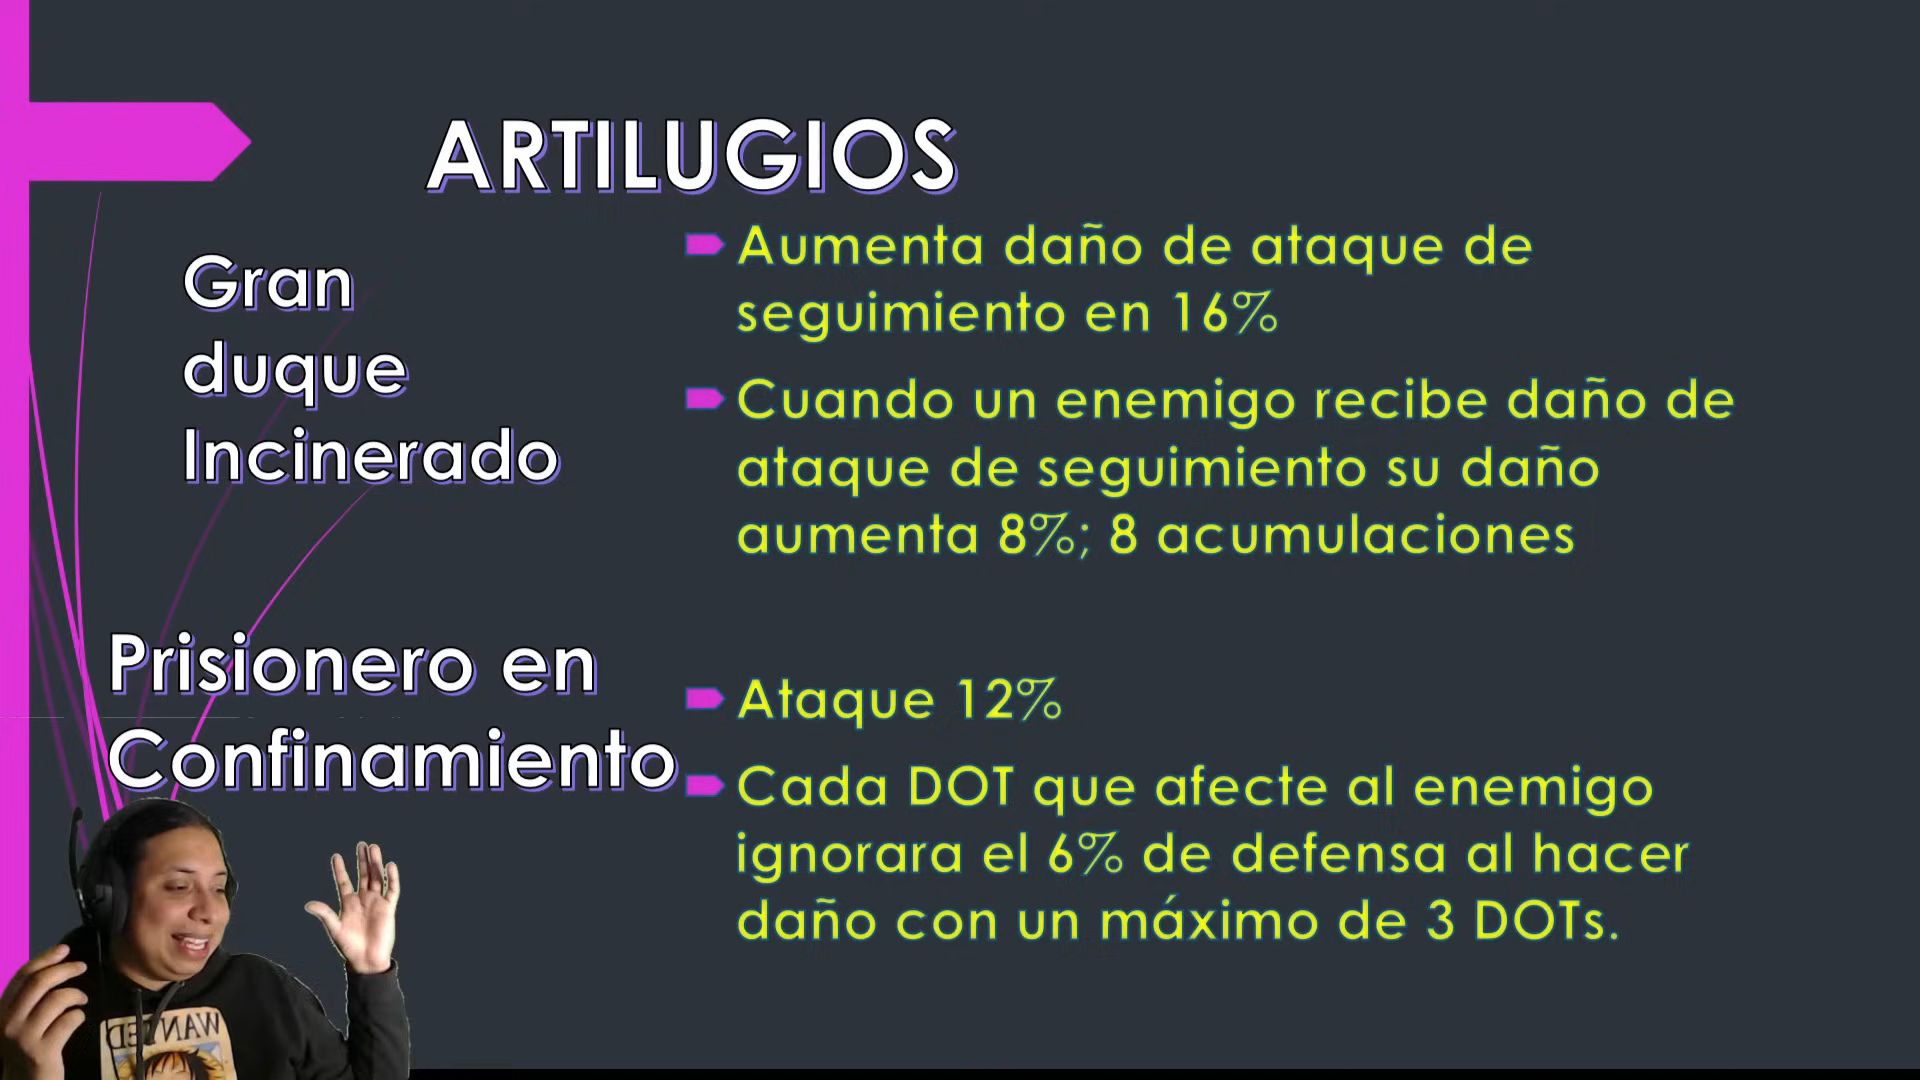 ARTILUGIOS
Gran
duque
Incinerado
Aumenta daño de ataque de
seguimiento en 16%
Cuando un enemigo recibe daño de
ataque de seguimiento su daño
aumenta 8%; 8 acumulaciones
Prisionero en
Confinamiento
Ataque 12%
Cada DOT que afecte al enemigo
ignorara el 6% de defensa al hacer
daño con un máximo de 3 DOTs.
WANTED